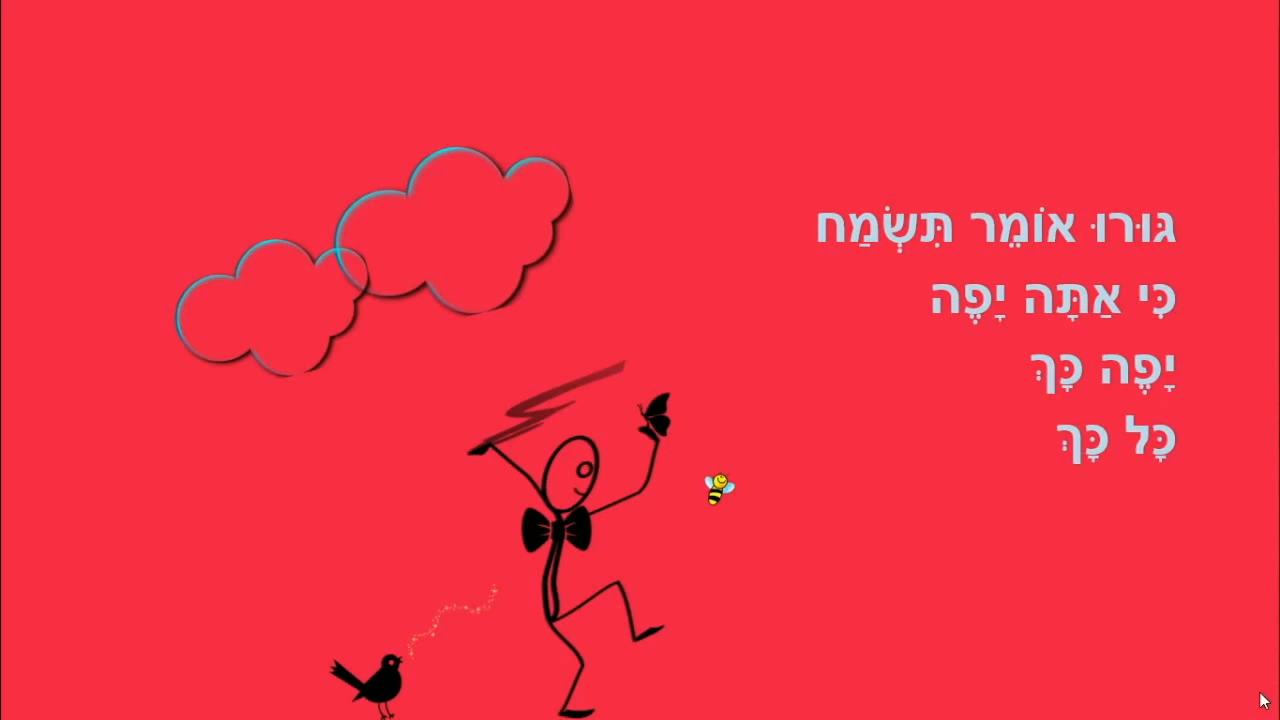 גּוּרוּ אוֹמֵר תִּשְׂמַח
כִּי אַתָּה יָפֶה
יָפֶה כָּךְ
כָּל כָּךְ